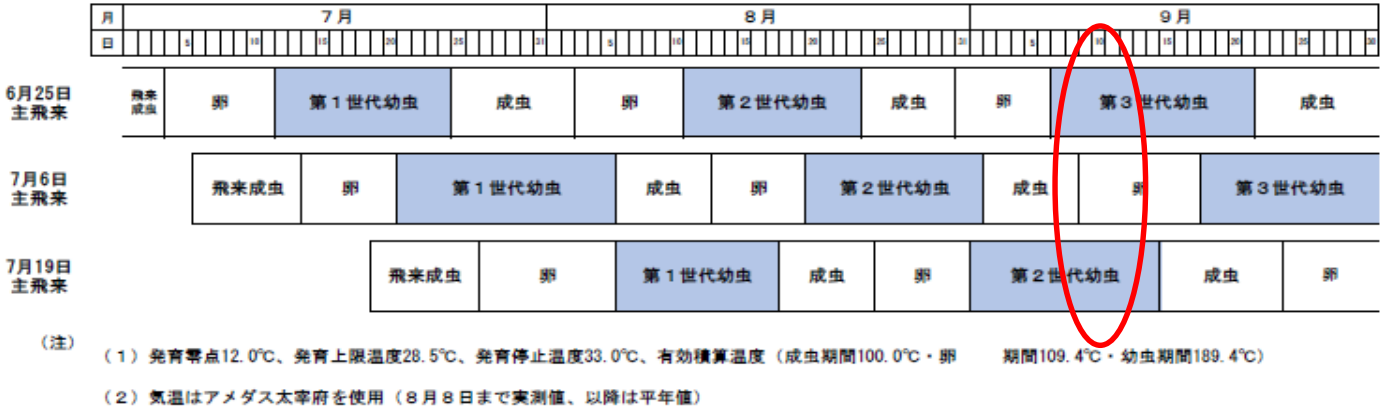 月 7月 8月 9月
日 5 10 15 20 25 31 5 10 15 20 25 31 5 10 15 20 25 30
6月25日 主飛来 飛来成虫 卵 第1世代幼虫 成虫 卵 第2世代幼虫 成虫 卵 第3世代幼虫 成虫
7月6日 主飛来 飛来成虫 卵 第1世代幼虫 成虫 卵 第2世代幼虫 成虫 卵 第3世代幼虫
7月19日 主飛来 飛来成虫 卵 第1世代幼虫 成虫 卵 第2世代幼虫 成虫 卵
(注)
(1)発育零点12.0℃、発育上限温度28.5℃、発育停止温度33.0℃、有効積算温度(成虫期間100.0℃・卵 期間109.4℃・幼虫期間189.4℃)
(2)気温はアメダス太宰府を使用(8月8日まで実測値、以降は平年値)